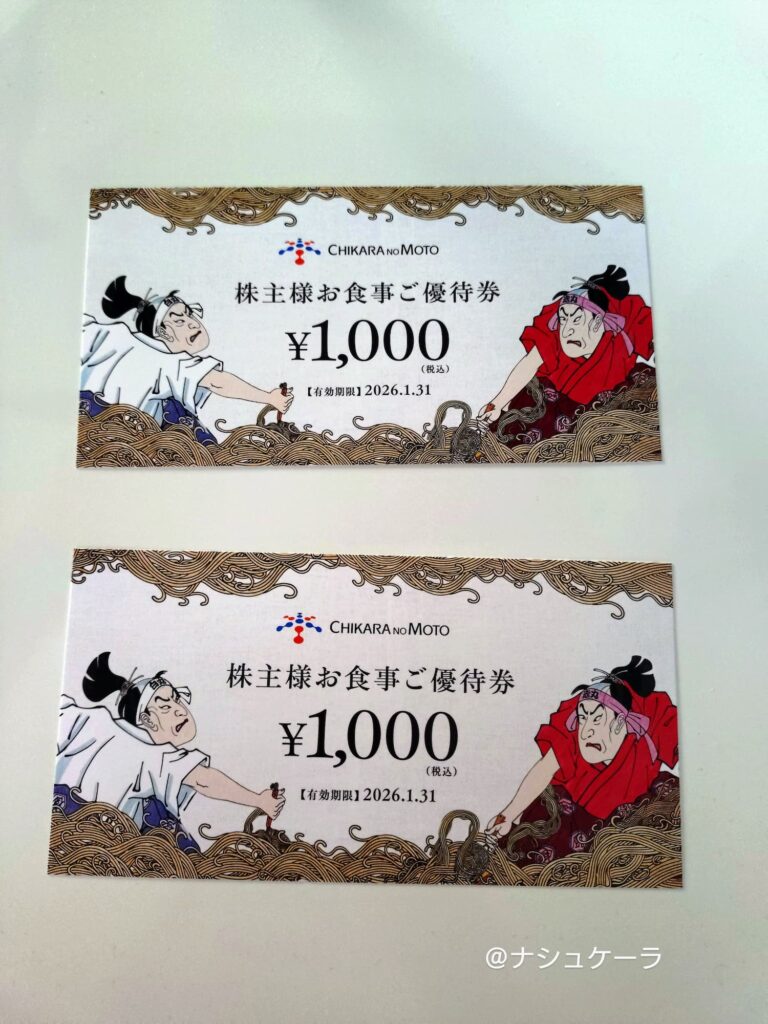 CHIKARA NO MOTO
株主様お食事ご優待券
¥1,000
(税込)
【有効期限】2026.1.31
CHIKARA NO MOTO
株主様お食事ご優待券
¥1,000
(税込)
【有効期限】2026.1.31
@ナシュケーラ